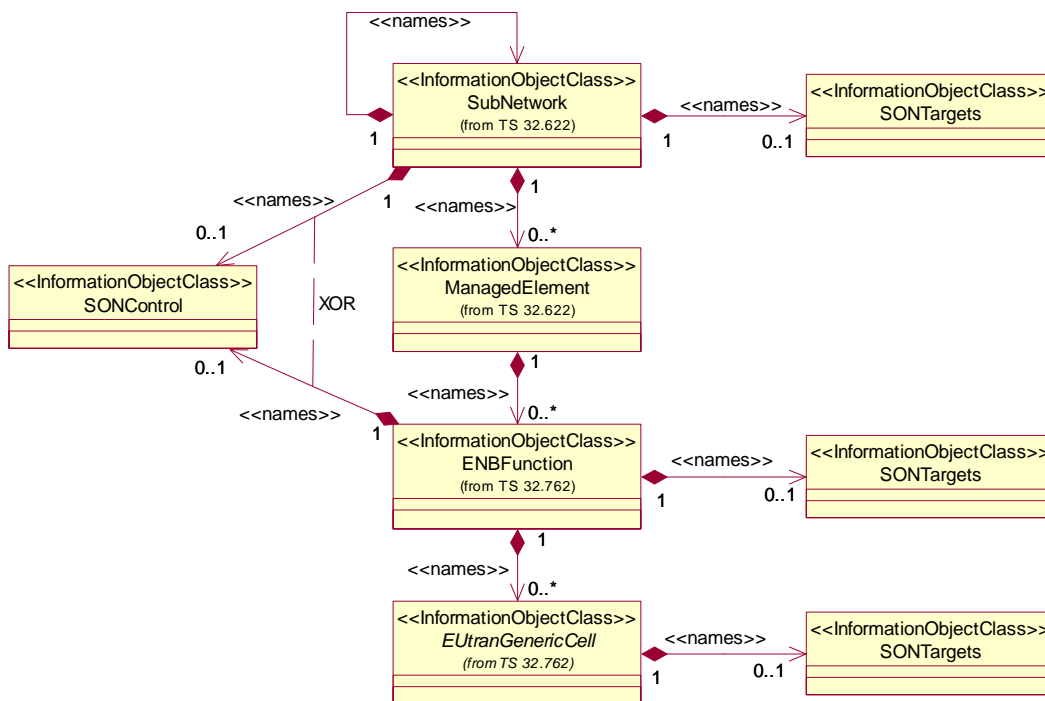 <<names>>
<<InformationObjectClass>>
SubNetwork
(from TS 32.622)
1
1
<<names>>
0..1
<<InformationObjectClass>>
SONTargets
1
<<names>>
0..1
1
<<names>>
0..*
<<InformationObjectClass>>
SONControl
XOR
<<InformationObjectClass>>
ManagedElement
(from TS 32.622)
0..1
<<names>>
1
1
<<names>>
0..*
<<InformationObjectClass>>
ENBFunction
(from TS 32.762)
1
<<names>>
0..1
<<InformationObjectClass>>
SONTargets
1
<<names>>
0..*
<<InformationObjectClass>>
EUtranGenericCell
(from TS 32.762)
1
<<names>>
0..1
<<InformationObjectClass>>
SONTargets